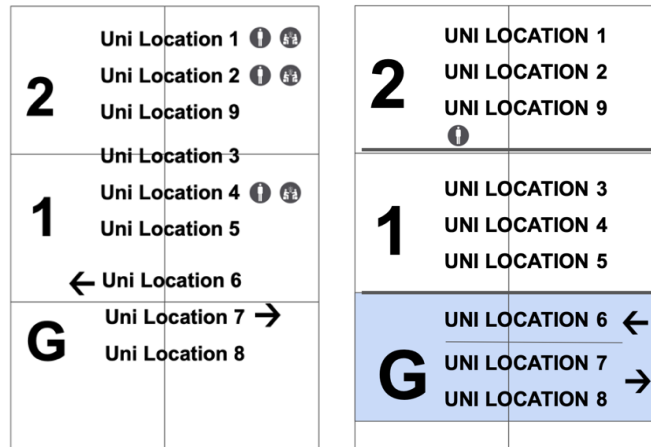 2
Uni Location 1
Uni Location 2
Uni Location 9
1
Uni Location 3
Uni Location 4
Uni Location 5
G
← Uni Location 6
Uni Location 7 →
Uni Location 8
2
UNI LOCATION 1
UNI LOCATION 2
UNI LOCATION 9
1
UNI LOCATION 3
UNI LOCATION 4
UNI LOCATION 5
G
UNI LOCATION 6 ←
UNI LOCATION 7
UNI LOCATION 8 →